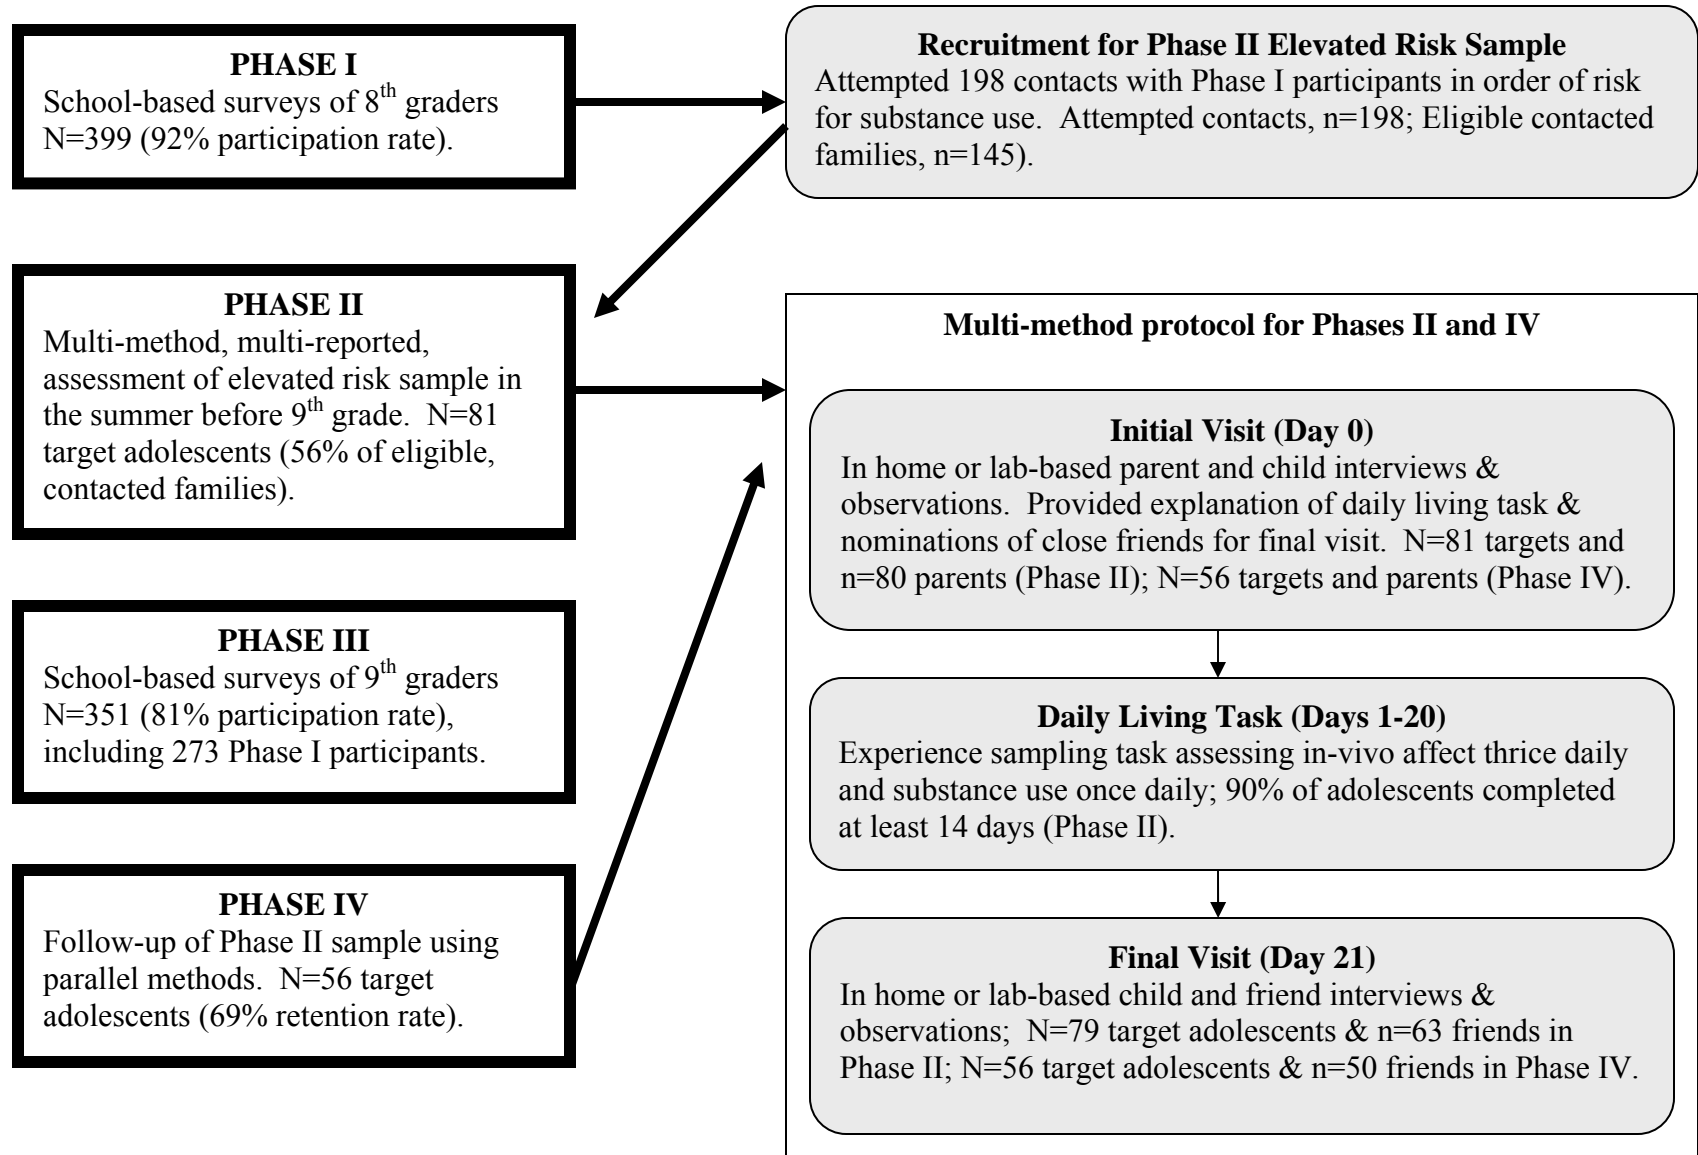 PHASE I
School-based surveys of 8th graders
N=399 (92% participation rate).
Recruitment for Phase II Elevated Risk Sample
Attempted 198 contacts with Phase I participants in order of risk
for substance use.  Attempted contacts, n=198; Eligible contacted
families, n=145).
PHASE II
Multi-method, multi-reported,
assessment of elevated risk sample in
the summer before 9th grade.  N=81
target adolescents (56% of eligible,
contacted families).
PHASE III
School-based surveys of 9th graders
N=351 (81% participation rate),
including 273 Phase I participants.
PHASE IV
Follow-up of Phase II sample using
parallel methods.  N=56 target
adolescents (69% retention rate).
Multi-method protocol for Phases II and IV
Initial Visit (Day 0)
In home or lab-based parent and child interviews &
observations.  Provided explanation of daily living task &
nominations of close friends for final visit.  N=81 targets and
n=80 parents (Phase II); N=56 targets and parents (Phase IV).
Daily Living Task (Days 1-20)
Experience sampling task assessing in-vivo affect thrice daily
and substance use once daily; 90% of adolescents completed
at least 14 days (Phase II).
Final Visit (Day 21)
In home or lab-based child and friend interviews &
observations;  N=79 target adolescents & n=63 friends in
Phase II; N=56 target adolescents & n=50 friends in Phase IV.